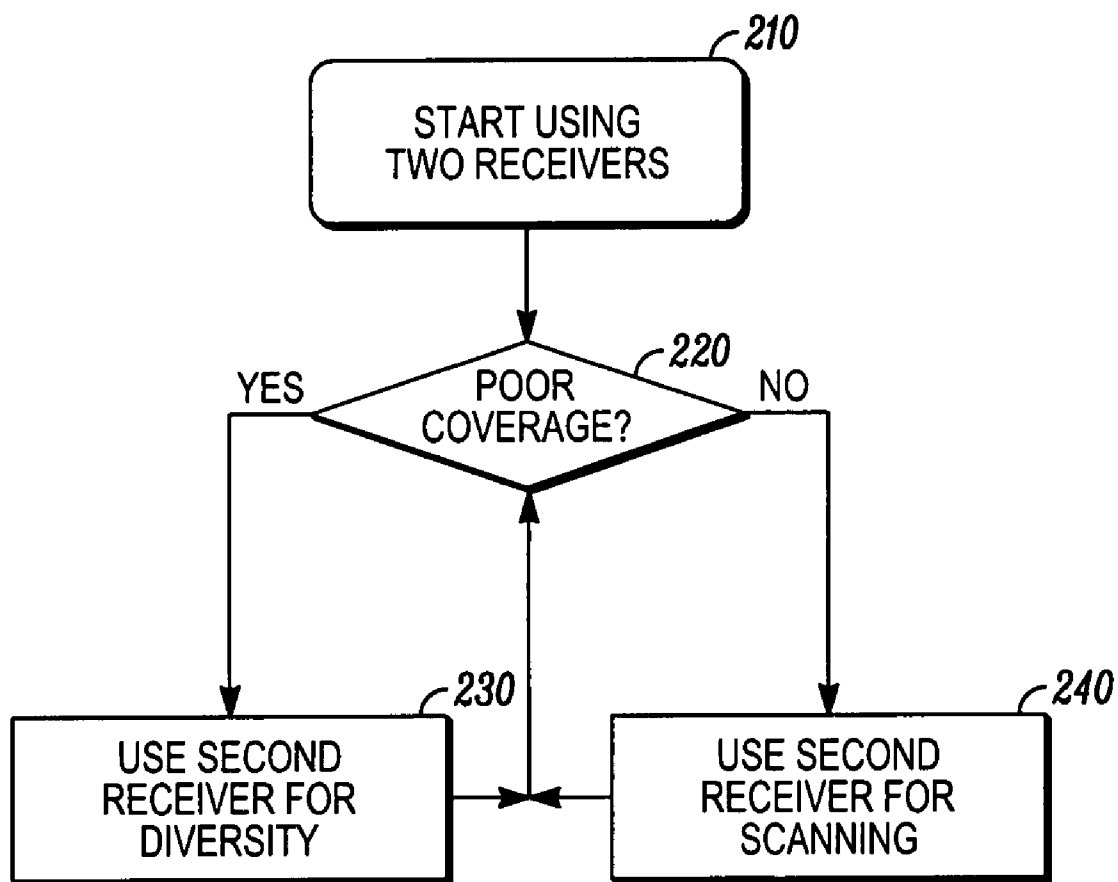 210
START USING
TWO RECEIVERS
220
YES
POOR
COVERAGE?
NO
230
USE SECOND
RECEIVER FOR
DIVERSITY
240
USE SECOND
RECEIVER FOR
SCANNING